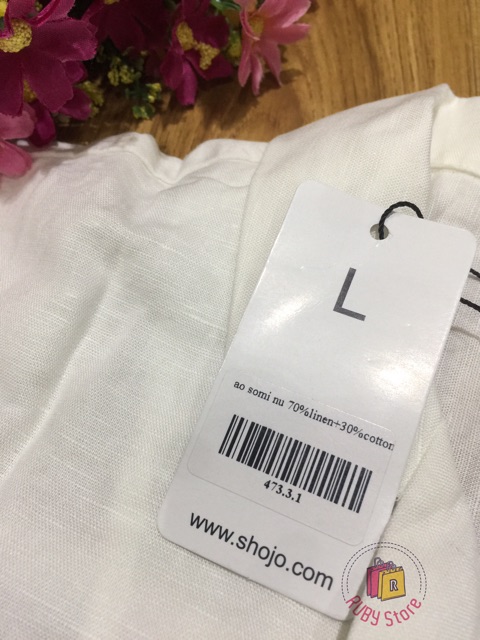 L
ao somi nu 70%linen+30%cotton
473.3.1
www.shojo.com
R
RUBY Store